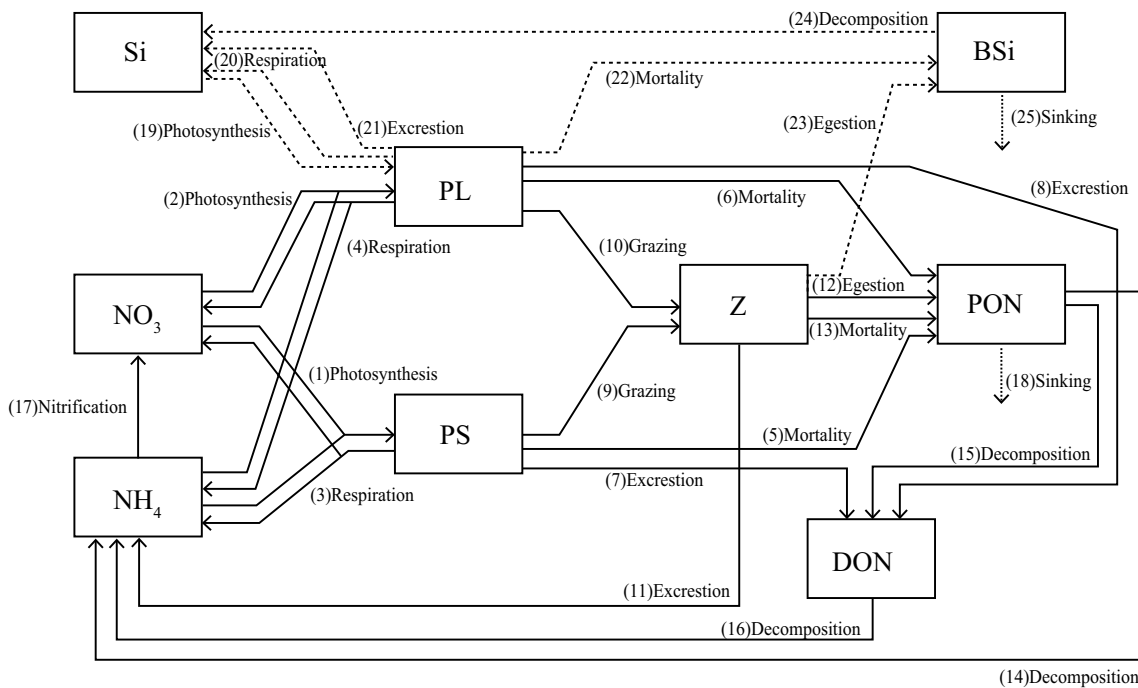 (24)Decomposition
Si
BSi
(20)Respiration
(22)Mortality
(19)Photosynthesis
(21)Excrestion
(23)Egestion
(25)Sinking
PL
(2)Photosynthesis
(6)Mortality
(8)Excrestion
(4)Respiration
(10)Grazing
NO3
Z
(12)Egestion
PON
(13)Mortality
(1)Photosynthesis
(18)Sinking
(17)Nitrification
(9)Grazing
PS
(5)Mortality
(15)Decomposition
(7)Excrestion
(3)Respiration
NH4
DON
(11)Excrestion
(16)Decomposition
(14)Decomposition